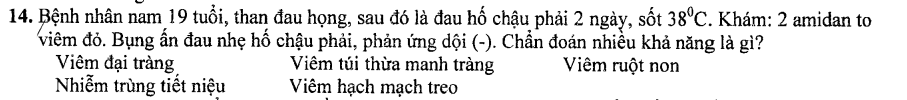 14. Bệnh nhân nam 19 tuổi, than đau họng, sau đó là đau hố chậu phải 2 ngày, sốt 38⁰C. Khám: 2 amidan to
viêm đỏ. Bụng ấn đau nhẹ hố chậu phải, phản ứng dội (-). Chẩn đoán nhiều khả năng là gì?
Viêm đại tràng Viêm túi thừa manh tràng Viêm ruột non
Nhiễm trùng tiết niệu Viêm hạch mạch treo